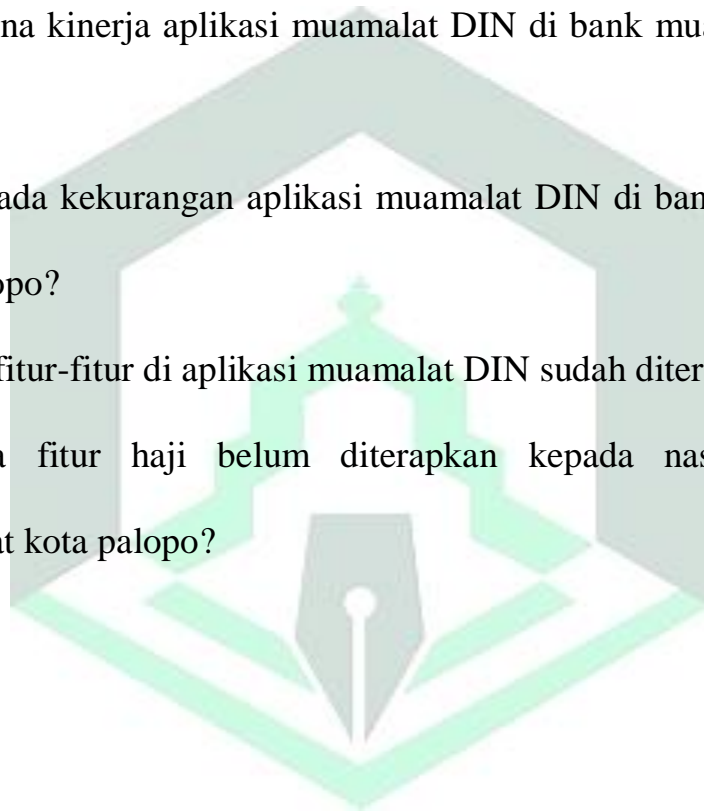 na kinerja aplikasi muamalat DIN di bank mua
ada kekurangan aplikasi muamalat DIN di ban
opo?
fitur-fitur di aplikasi muamalat DIN sudah diter
a fitur haji belum diterapkan kepada nas
at kota palopo?